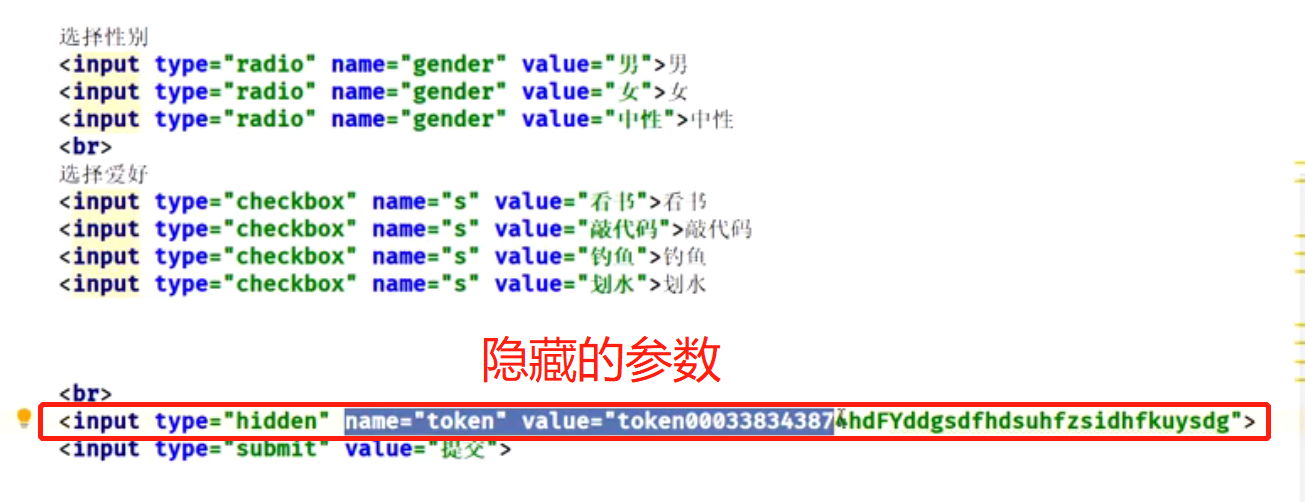 选择性别
<input type="radio" name="gender" value="男">男
<input type="radio" name="gender" value="女">女
<input type="radio" name="gender" value="中性">中性
<br>
选择爱好
<input type="checkbox" name="s" value="看书">看书
<input type="checkbox" name="s" value="敲代码">敲代码
<input type="checkbox" name="s" value="钓鱼">钓鱼
<input type="checkbox" name="s" value="划水">划水
隐藏的参数
<br>
<input type="hidden" name="token" value="token000338343874hdFYddgsdfhdsuhfzsidhfkuysdg">
<input type="submit" value="提交">